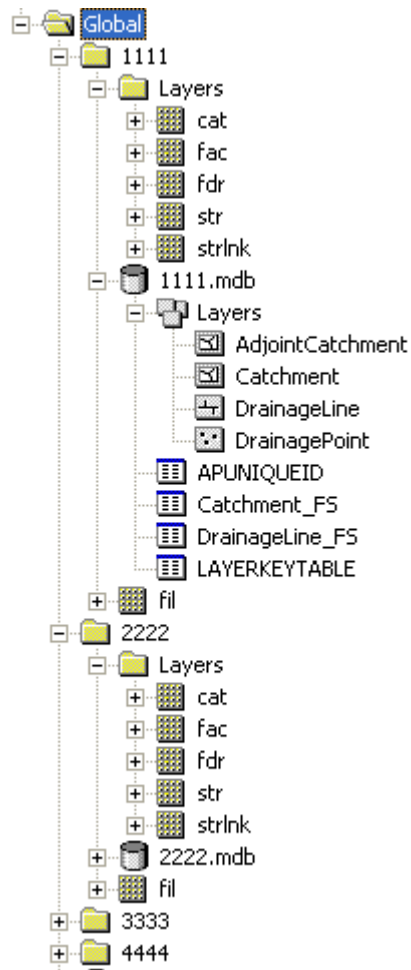 Global
1111
Layers
cat
fac
fdr
str
strlnk
1111.mdb
Layers
AdjointCatchment
Catchment
DrainageLine
DrainagePoint
APUNIQUEID
Catchment_FS
DrainageLine_FS
LAYERKEYTABLE
fil
2222
Layers
cat
fac
fdr
str
strlnk
2222.mdb
fil
3333
4444